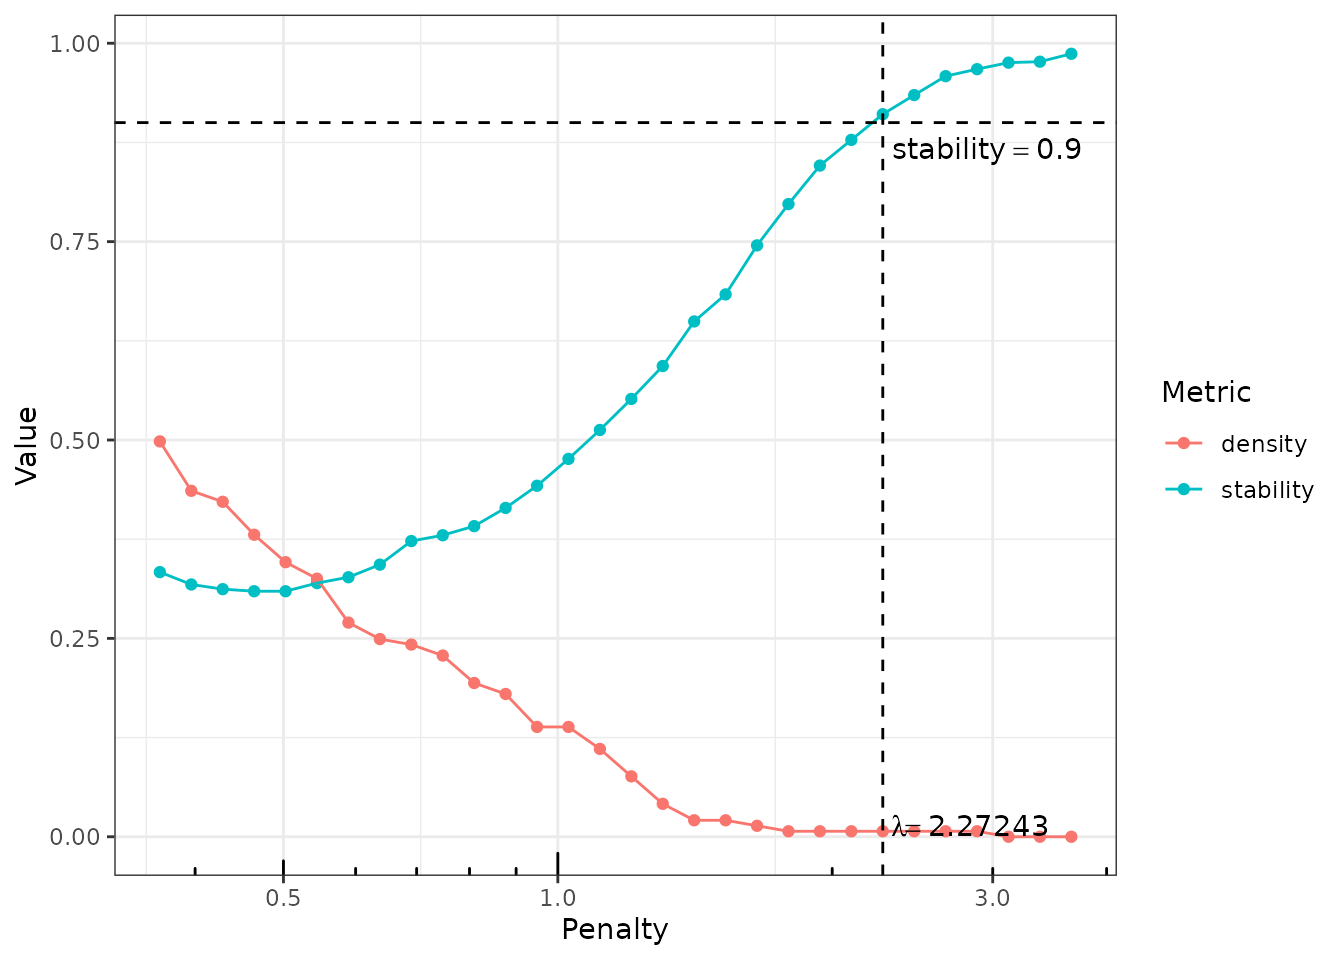 1.00
stability = 0.9
0.75
Metric
density
stability
0.50
Value
0.25
λ= 2.27243
0.00
0.5
1.0
3.0
Penalty